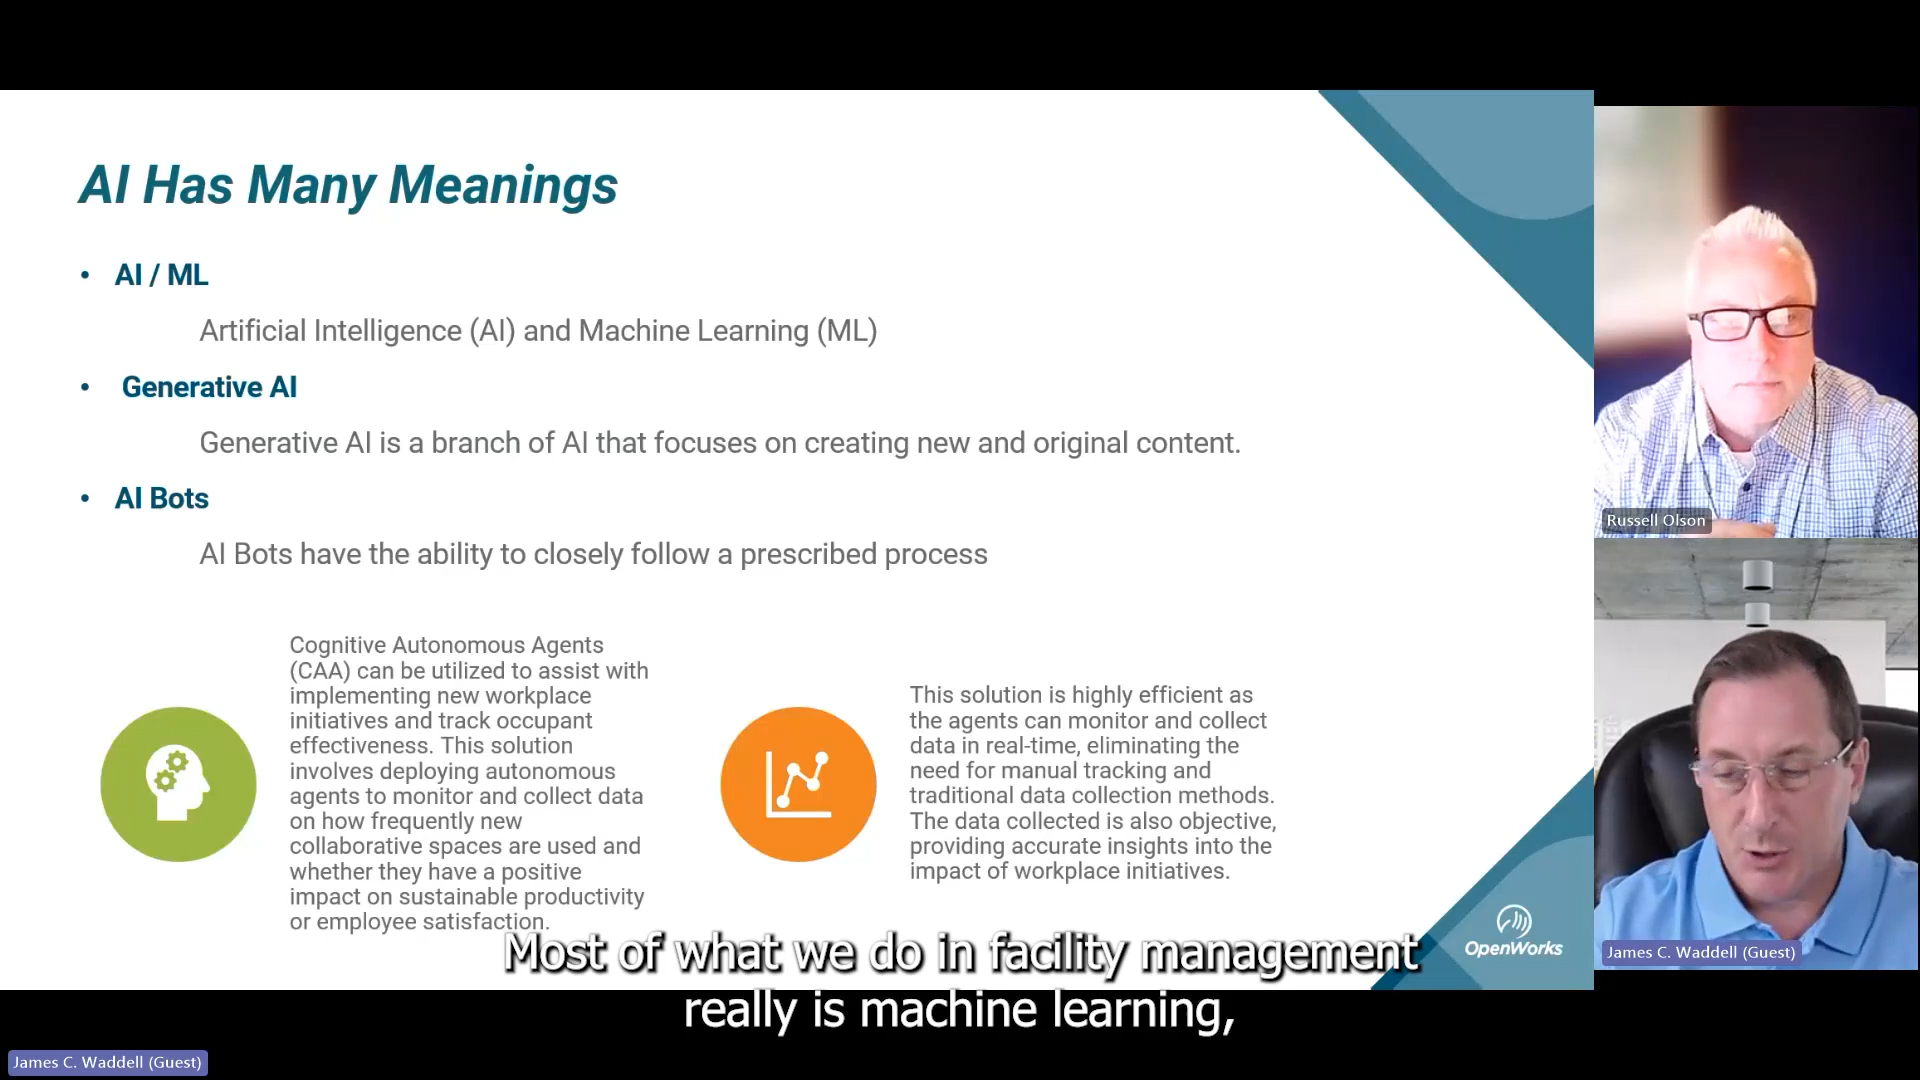 AI Has Many Meanings
• AI / ML
Artificial Intelligence (AI) and Machine Learning (ML)
• Generative AI
Generative AI is a branch of AI that focuses on creating new and original content.
• AI Bots
AI Bots have the ability to closely follow a prescribed process
Cognitive Autonomous Agents
(CAA) can be utilized to assist with
implementing new workplace
initiatives and track occupant
effectiveness. This solution
involves deploying autonomous
agents to monitor and collect data
on how frequently new
collaborative spaces are used and
whether they have a positive
impact on sustainable productivity
or employee satisfaction.
This solution is highly efficient as
the agents can monitor and collect
data in real-time, eliminating the
need for manual tracking and
traditional data collection methods.
The data collected is also objective,
providing accurate insights into the
impact of workplace initiatives.
OpenWorks
Russell Olson
James C. Waddell (Guest)
Most of what we do in facility management
really is machine learning,
James C. Waddell (Guest)